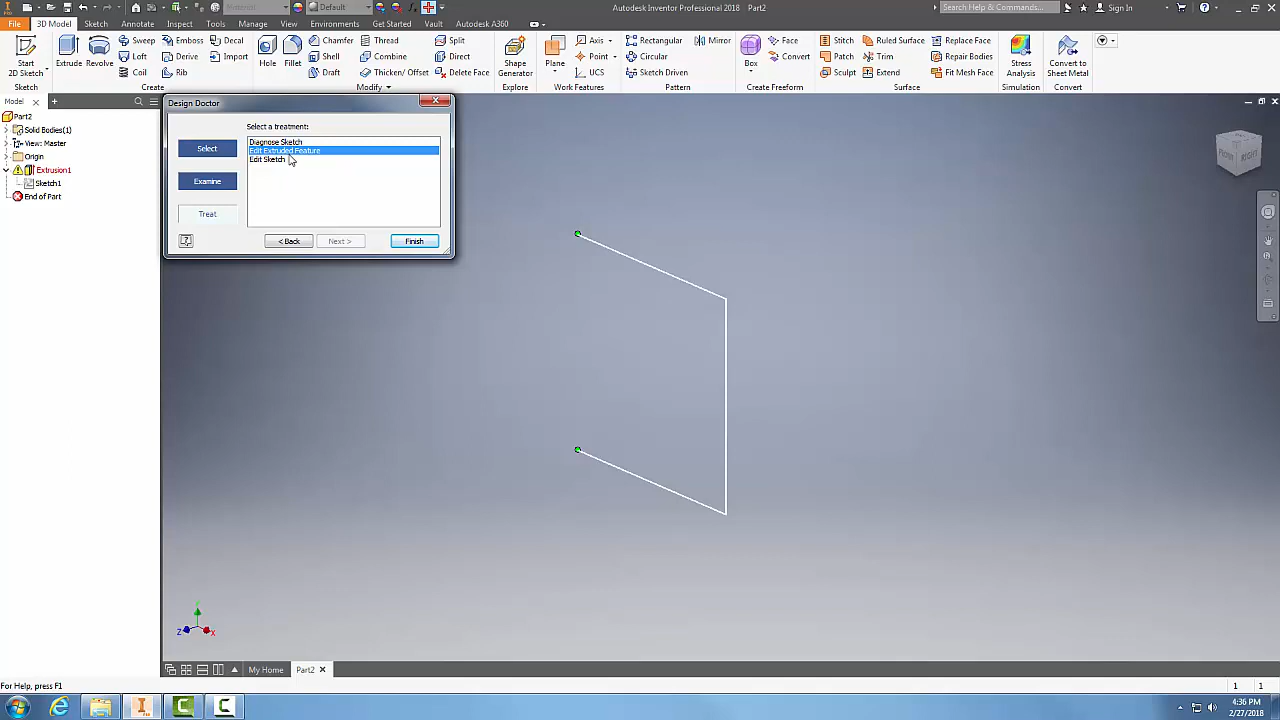 Material
Default
Autodesk Inventor Professional 2018 Part2
Search Help & Commands...
Sign In
File 3D Model Sketch Annotate Inspect Tools Manage View Environments Get Started Vault Autodesk A360
Start 2D Sketch
Extrude
Revolve
Sweep Emboss Decal
Loft Derive Import
Coil Rib
Create
Hole
Fillet
Chamfer Thread Split
Shell Combine Direct
Draft Thicken/ Offset Delete Face
Modify
Shape Generator
Explore
Plane
Axis
Point
UCS
Work Features
Rectangular Mirror
Circular
Sketch Driven
Pattern
Box
Face
Convert
Create Freeform
Stitch Ruled Surface Replace Face
Patch Trim Repair Bodies
Sculpt Extend Fit Mesh Face
Surface
Stress Analysis
Simulation
Convert to Sheet Metal
Convert
Model
Part2
Solid Bodies(1)
View: Master
Origin
Extrusion1
Sketch1
End of Part
Design Doctor
Select a treatment:
Select
Examine
Treat
Diagnose Sketch
Edit Extruded Feature
Edit Sketch
< Back
Next >
Finish
RIGHT
Y
Z
X
My Home
Part2
For Help, press F1
1 1
4:36 PM
2/27/2018